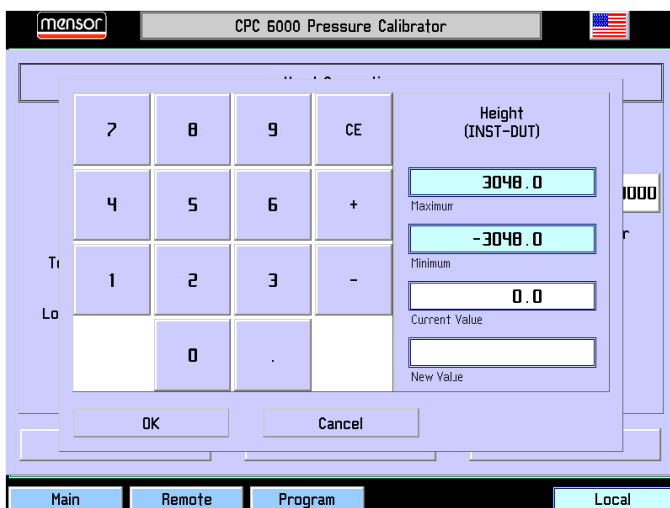 mensor
CPC 6000 Pressure Calibrator
7 8 9 CE
4 5 6 +
1 2 3 -
0 .
Height
(INST-DUT)
3048.0
Maximum
-3048.0
Minimum
0.0
Current Value
New Value
OK Cancel
Main Remote Program Local